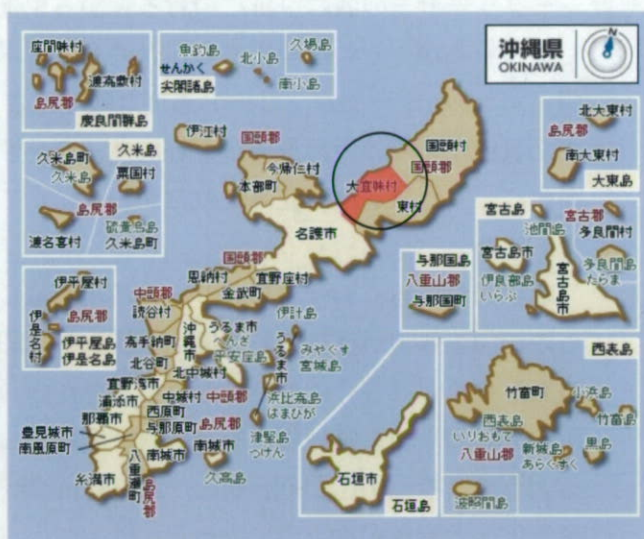 沖縄県
OKINAWA
N
座間味村
渡嘉敷村
島尻郡
慶良間群島
魚釣島
せんかく
尖閣諸島
北小島
南小島
久場島
北大東村
島尻郡
南大東村
大東島
久米島
久米島町
久米島
粟国村
島尻郡
渡名喜村
硫黄鳥島
久米島町
伊江村
国頭郡
今帰仁村
本部町
国頭村
国頭郡
大宜味村
東村
名護市
宮古島
宮古郡
池間島
多良間村
宮古島市
伊良部島
いらぶ
宮古島市
多良間島
たらま
与那国島
八重山郡
与那国町
伊平屋村
島尻郡
伊是名村
伊平屋島
伊是名島
国頭郡
恩納村
宜野座村
金武町
中頭郡
読谷村
嘉手納町
北谷町
沖縄市
うるま市
へんざ
平安座島
北中城村
伊計島
うるま市
みやぐす
宮城島
浜比嘉島
はまひが
津堅島
つけん
宜野湾市
浦添市
中城村
中頭郡
西原町
那覇市
与那原町
島尻郡
豊見城市
南風原町
南城市
南城市
糸満市
八重瀬町
島尻郡
久高島
石垣市
石垣島
西表島
竹富町
小浜島
竹富島
西表島
いりおもて
八重山郡
新城島
あらぐすく
黒島
波照間島